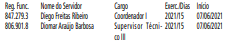 Reg. Func. Nome do Servidor Cargo Exerc./Dias Início
847.279.3 Diego Freitas Ribeiro Coordenador I 2021/15 07/06/2021
806.901.8 Diomar Araújo Barbosa Supervisor Técni- 2021/15 07/06/2021
co III